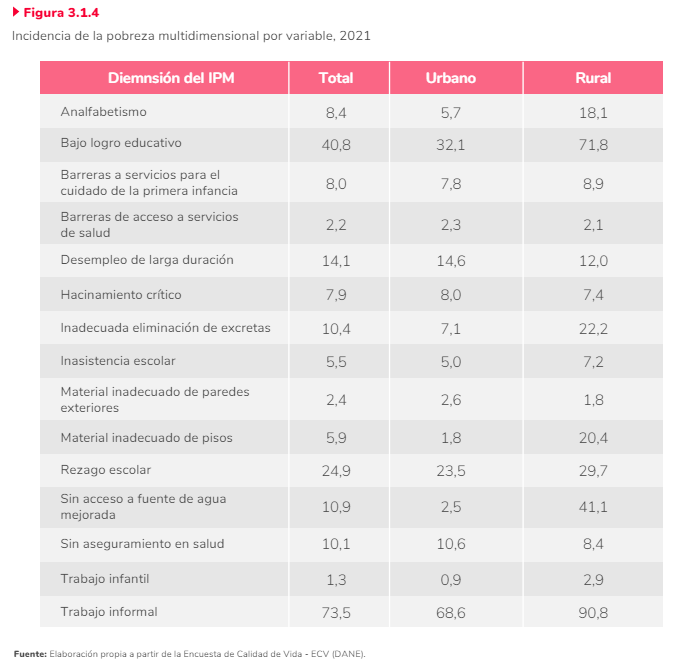 Figura 3.1.4
Incidencia de la pobreza multidimensional por variable, 2021
Diemnsión del IPM Total Urbano Rural
Analfabetismo 8,4 5,7 18,1
Bajo logro educativo 40,8 32,1 71,8
Barreras a servicios para el
cuidado de la primera infancia 8,0 7,8 8,9
Barreras de acceso a servicios
de salud 2,2 2,3 2,1
Desempleo de larga duración 14,1 14,6 12,0
Hacinamiento crítico 7,9 8,0 7,4
Inadecuada eliminación de excretas 10,4 7,1 22,2
Inasistencia escolar 5,5 5,0 7,2
Material inadecuado de paredes
exteriores 2,4 2,6 1,8
Material inadecuado de pisos 5,9 1,8 20,4
Rezago escolar 24,9 23,5 29,7
Sin acceso a fuente de agua
mejorada 10,9 2,5 41,1
Sin aseguramiento en salud 10,1 10,6 8,4
Trabajo infantil 1,3 0,9 2,9
Trabajo informal 73,5 68,6 90,8
Fuente: Elaboración propia a partir de la Encuesta de Calidad de Vida - ECV (DANE).